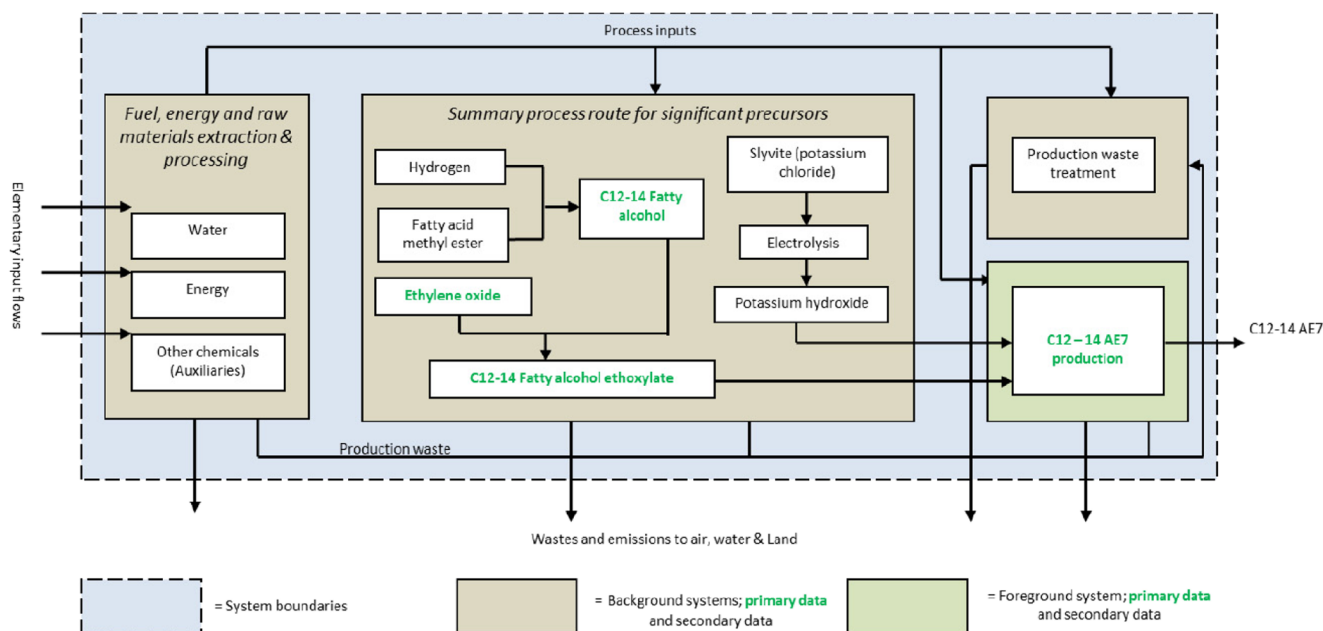 Process inputs
Fuel, energy and raw
materials extraction &
processing
Summary process route for significant precursors
Elementary input flows
Water
Energy
Other chemicals
(Auxiliaries)
Hydrogen
Fatty acid
methyl ester
C12-14 Fatty
alcohol
Ethylene oxide
C12-14 Fatty alcohol ethoxylate
Slyvite (potassium
chloride)
Electrolysis
Potassium hydroxide
Production waste
treatment
C12 – 14 AE7
production
C12-14 AE7
Production waste
Wastes and emissions to air, water & Land
= System boundaries
= Background systems; primary data
and secondary data
= Foreground system; primary data
and secondary data